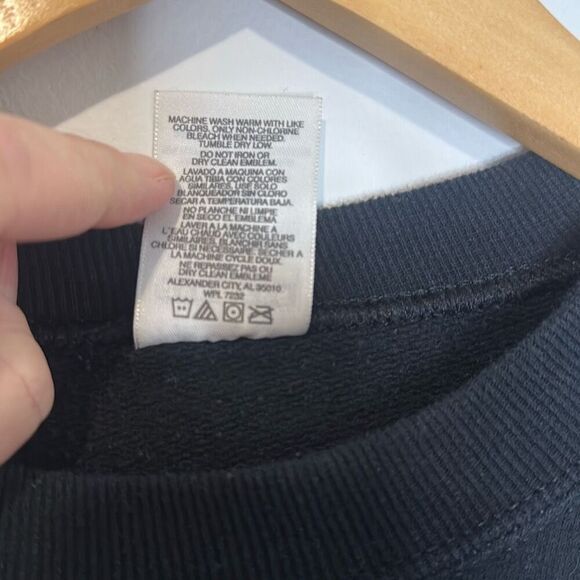 MACHINE WASH WARM WITH LIKE
COLORS. ONLY NON-CHLORINE
BLEACH WHEN NEEDED.
TUMBLE DRY LOW.
DO NOT IRON OR
DRY CLEAN EMBLEM.
LAVADO A MAQUINA CON
AGUA TIBIA CON COLORES
SIMILARES. USE SOLO
BLANQUEADOR SIN CLORO
SECAR A TEMPERATURA BAJA.
NO PLANCHE NI LIMPIE
EN SECO EL EMBLEMA
LAVER A LA MACHINE A
L'EAU CHAUD AVEC COULEURS
SIMILAIRES, BLANCHIR SANS
CHLORE SI NECESSAIRE. SECHER A
LA MACHINE CYCLE DOUX.
NE REPASSEZ PAS OU
DRY CLEANE EMBLEME
ALEXANDER CITY, AL 35010
WPL 7232